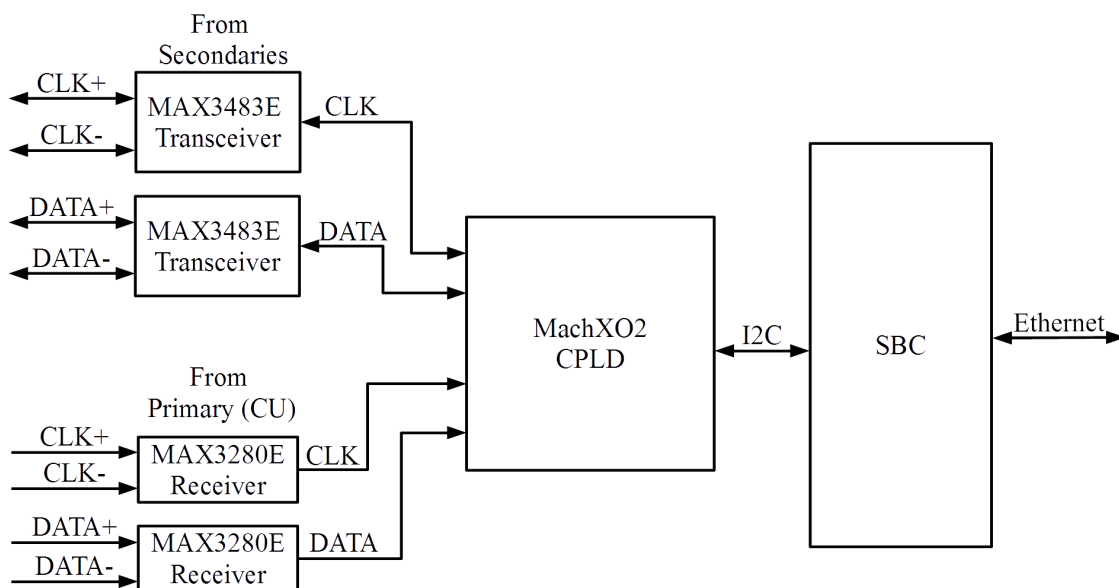 From
Secondaries
CLK+
CLK-
MAX3483E
Transceiver
CLK
DATA+
DATA-
MAX3483E
Transceiver
DATA
From
Primary (CU)
CLK+
CLK-
MAX3280E
Receiver
CLK
DATA+
DATA-
MAX3280E
Receiver
DATA
MachXO2
CPLD
I2C
SBC
Ethernet